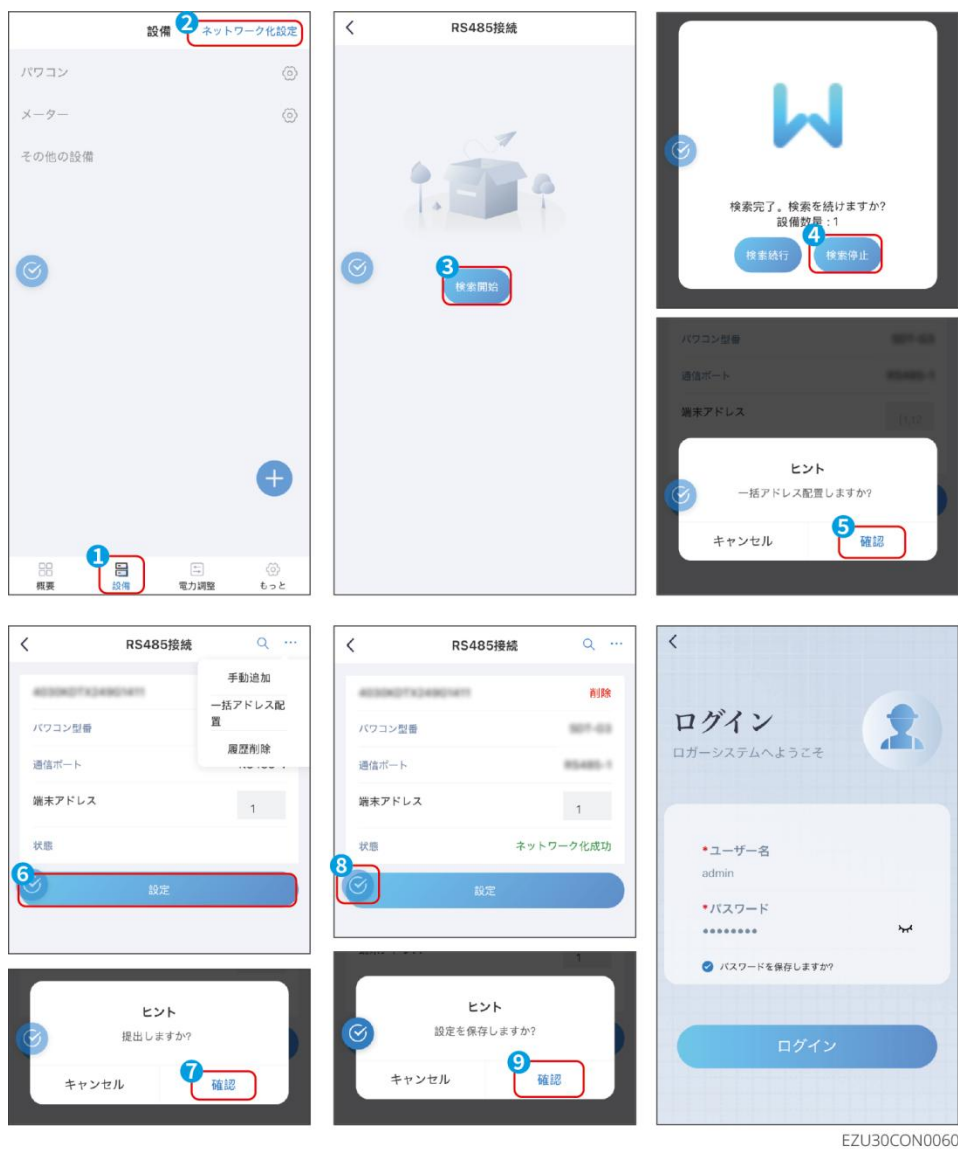 設備
2
ネットワーク化設定
パワコン
メーター
その他の設備
1
概要
設備
電力調整
もっと
RS485接続
3
検索開始
検索完了。検索を続けますか?
設備数量:1
4
検索続行
検索停止
パワコン型番
通信ポート
端末アドレス
ヒント
一括アドレス配置しますか?
5
キャンセル
確認
RS485接続
手動追加
一括アドレス配
置
履歴削除
パワコン型番
通信ポート
端末アドレス
1
状態
6
設定
ヒント
提出しますか?
7
キャンセル
確認
RS485接続
削除
パワコン型番
通信ポート
端末アドレス
1
状態
ネットワーク化成功
8
設定
1
ヒント
設定を保存しますか?
9
キャンセル
確認
ログイン
ロガーシステムへようこそ
*ユーザー名
admin
*パスワード
パスワードを保存しますか?
ログイン
EZU30CON0060